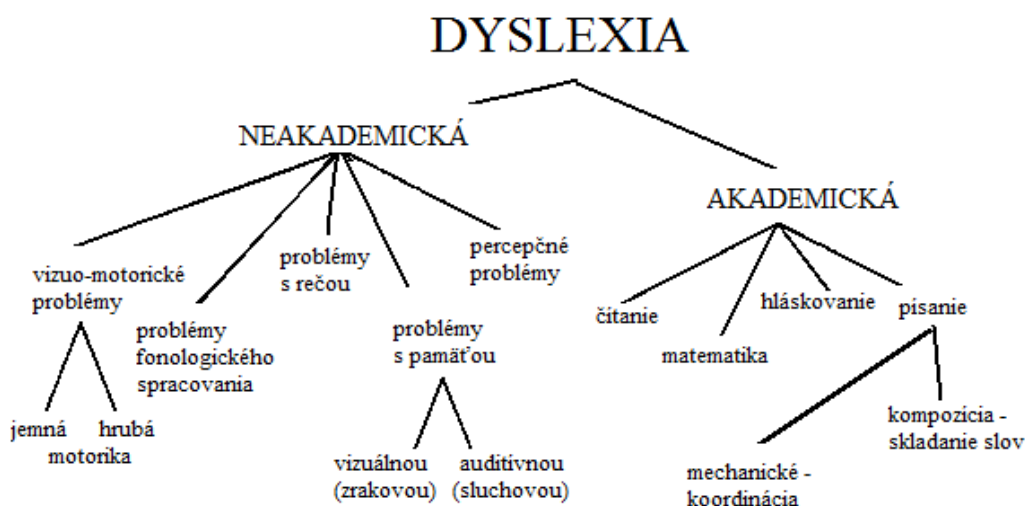 DYSLEXIA
NEAKADEMICKÁ
AKADEMICKÁ
vizuo-motorické
problémy
problémy
fonologického
spracovania
problémy
s rečou
problémy
s pamäťou
percepčné
problémy
čítanie
matematika
hláskovanie
písanie
jemná hrubá
motorika
vizuálnou
(zrakovou)
auditívnou
(sluchovou)
mechanické -
koordinácia
kompozícia -
skladanie slov